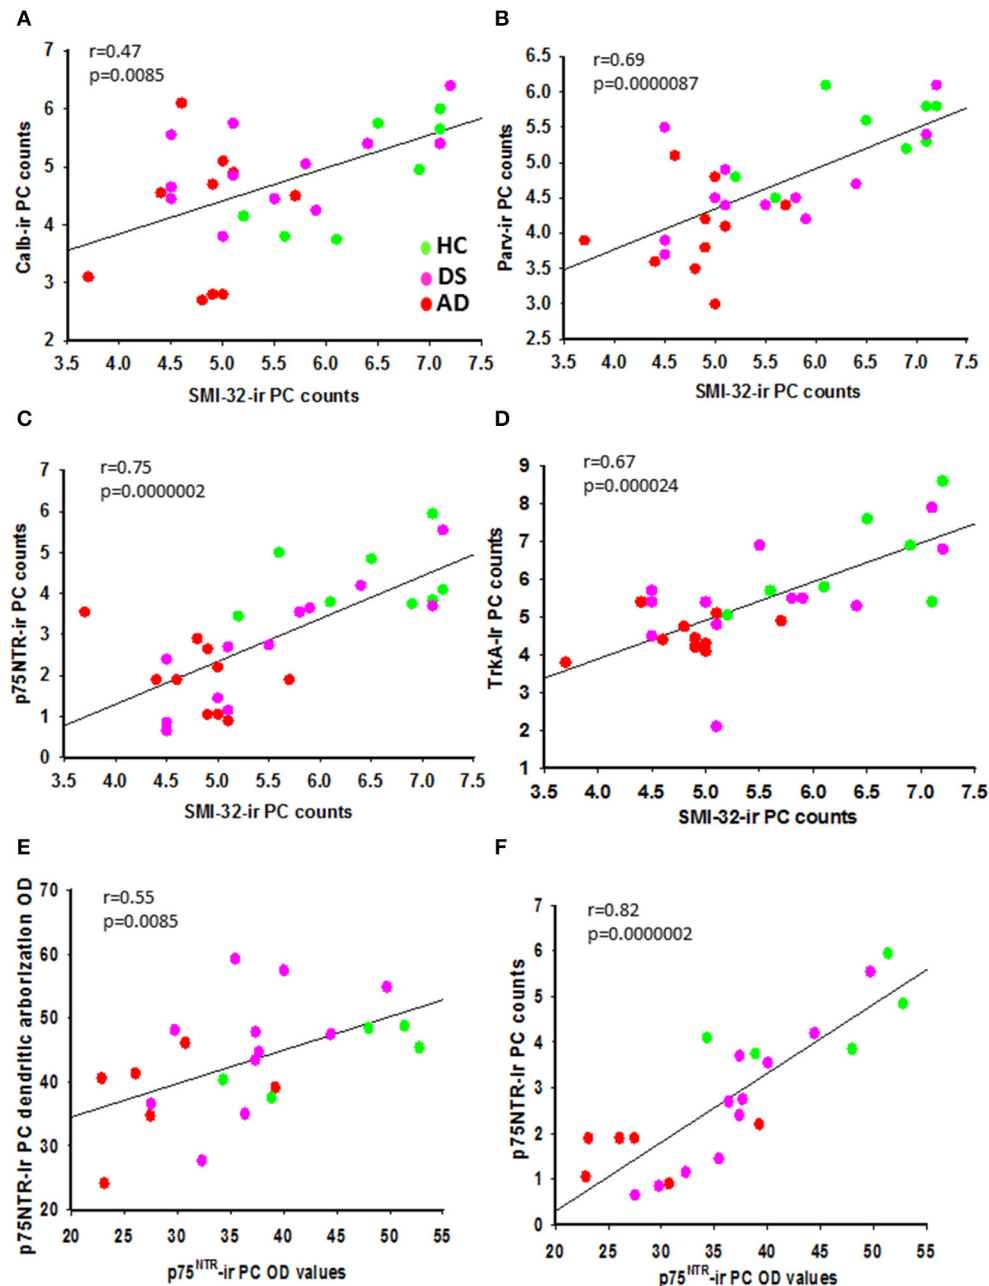 A
r=0.47
p=0.0085
Calb-ir PC counts
7
6
5
4
3
2
HC
DS
AD
3.5 4.0 4.5 5.0 5.5 6.0 6.5 7.0 7.5
SMI-32-ir PC counts
B
r=0.69
p=0.0000087
Parv-ir PC counts
6.5
6.0
5.5
5.0
4.5
4.0
3.5
3.0
2.5
3.5 4.0 4.5 5.0 5.5 6.0 6.5 7.0 7.5
SMI-32-ir PC counts
C
r=0.75
p=0.0000002
p75NTR-ir PC counts
7
6
5
4
3
2
1
0
3.5 4.0 4.5 5.0 5.5 6.0 6.5 7.0 7.5
SMI-32-ir PC counts
D
r=0.67
p=0.000024
TrkA-ir PC counts
9
8
7
6
5
4
3
2
1
3.5 4.0 4.5 5.0 5.5 6.0 6.5 7.0 7.5
SMI-32-ir PC counts
E
r=0.55
p=0.0085
p75NTR-ir PC dendritic arborization OD
70
60
50
40
30
20
20 25 30 35 40 45 50 55
p75NTR-ir PC OD values
F
r=0.82
p=0.0000002
p75NTR-ir PC counts
7
6
5
4
3
2
1
0
20 25 30 35 40 45 50 55
p75NTR-ir PC OD values